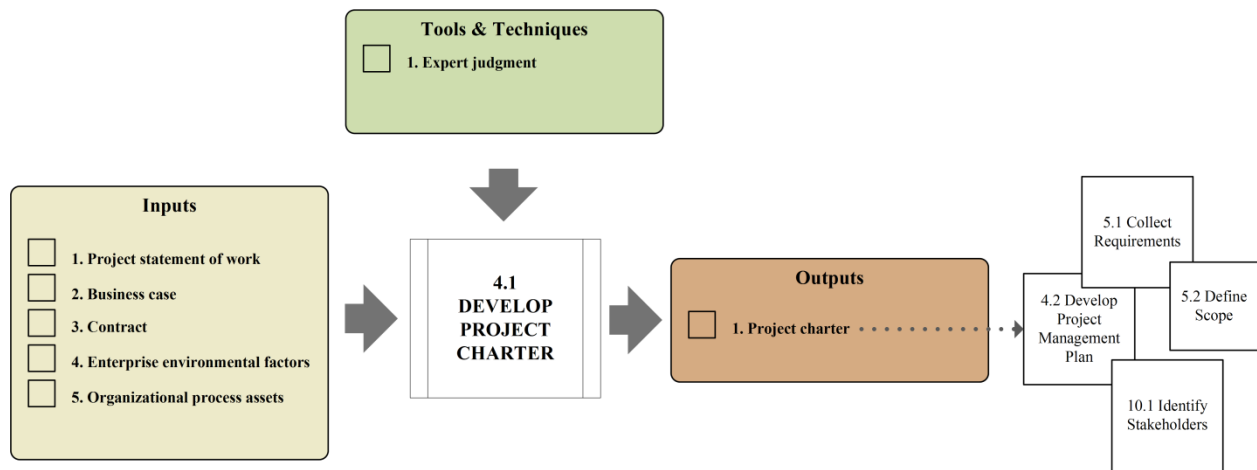 Tools & Techniques
1. Expert judgment
Inputs
1. Project statement of work
2. Business case
3. Contract
4. Enterprise environmental factors
5. Organizational process assets
4.1
DEVELOP
PROJECT
CHARTER
Outputs
1. Project charter
5.1 Collect
Requirements
5.2 Define
Scope
4.2 Develop
Project
Management
Plan
10.1 Identify
Stakeholders